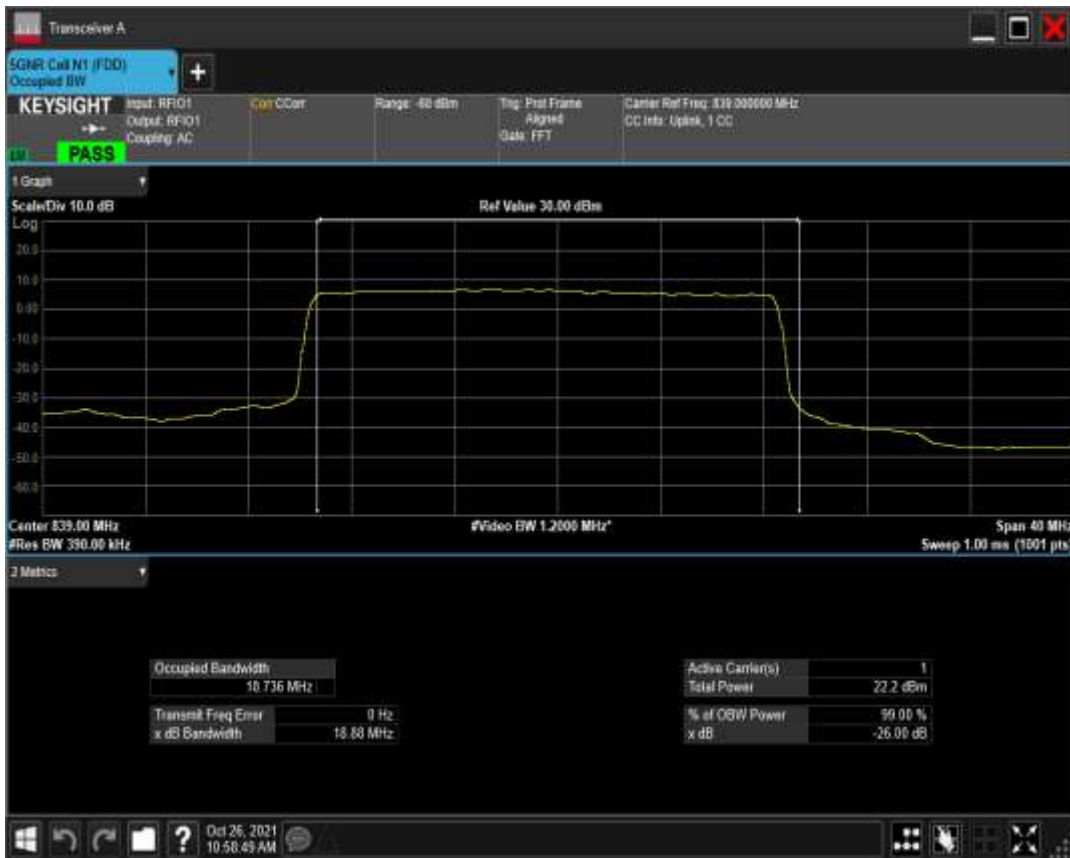 Transceiver A
5GNR Cell N1 (FDD)
Occupied BW
+
KEYSIGHT
PASS
Input: RFIO1
Output: RFIO1
Coupling: AC
Corr CCorr
Range: -60 dBm
Trig: Prot Frame
Aligned
Gate: FFT
Carrier Ref Freq: 839.000000 MHz
CC Info: Uplink, 1 CC
1 Graph
Scale/Div 10.0 dB
Ref Value 30.00 dBm
Log
20.0
10.0
0.00
-10.0
-20.0
-30.0
-40.0
-50.0
-60.0
Center 839.00 MHz
#Video BW 1.2000 MHz*
Span 40 MHz
#Res BW 390.00 kHz
Sweep 1.00 ms (1001 pts)
2 Metrics
Occupied Bandwidth
18.736 MHz
Transmit Freq Error 0 Hz
x dB Bandwidth 18.88 MHz
Active Carrier(s) 1
Total Power 22.2 dBm
% of OBW Power 99.00 %
x dB -26.00 dB
?
Oct 26, 2021
10:58:49 AM